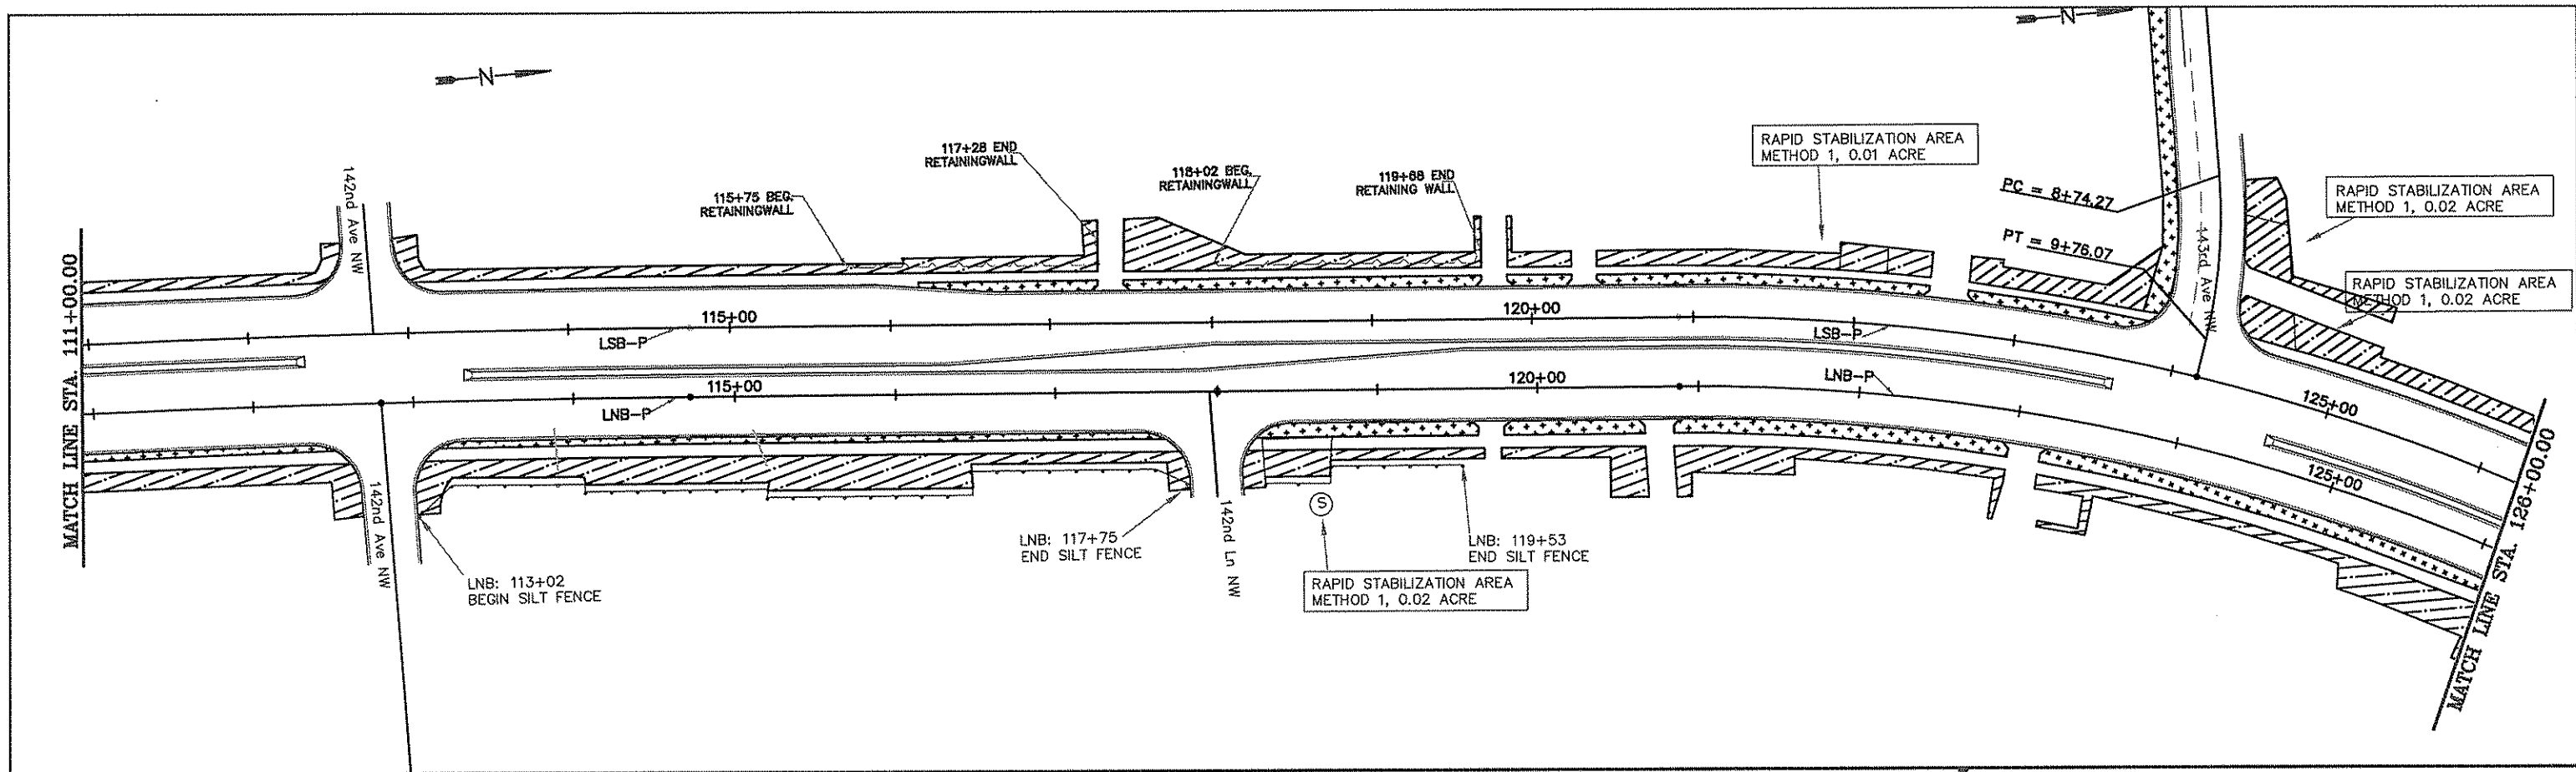 N
N
142nd Ave NW
115+75 BEG.
RETAININGWALL
117+28 END
RETAININGWALL
118+02 BEG.
RETAININGWALL
119+68 END
RETAINING WALL
RAPID STABILIZATION AREA
METHOD 1, 0.01 ACRE
PC = 8+74.27
PT = 9+76.07
143rd Ave NW
RAPID STABILIZATION AREA
METHOD 1, 0.02 ACRE
RAPID STABILIZATION AREA
METHOD 1, 0.02 ACRE
MATCH LINE STA. 111+00.00
LSB-P
115+00
120+00
LSB-P
125+00
LNB-P
115+00
120+00
LNB-P
125+00
MATCH LINE STA. 126+00.00
142nd Ave NW
LNB: 113+02
BEGIN SILT FENCE
LNB: 117+75
END SILT FENCE
142nd Ln NW
S
RAPID STABILIZATION AREA
METHOD 1, 0.02 ACRE
LNB: 119+53
END SILT FENCE